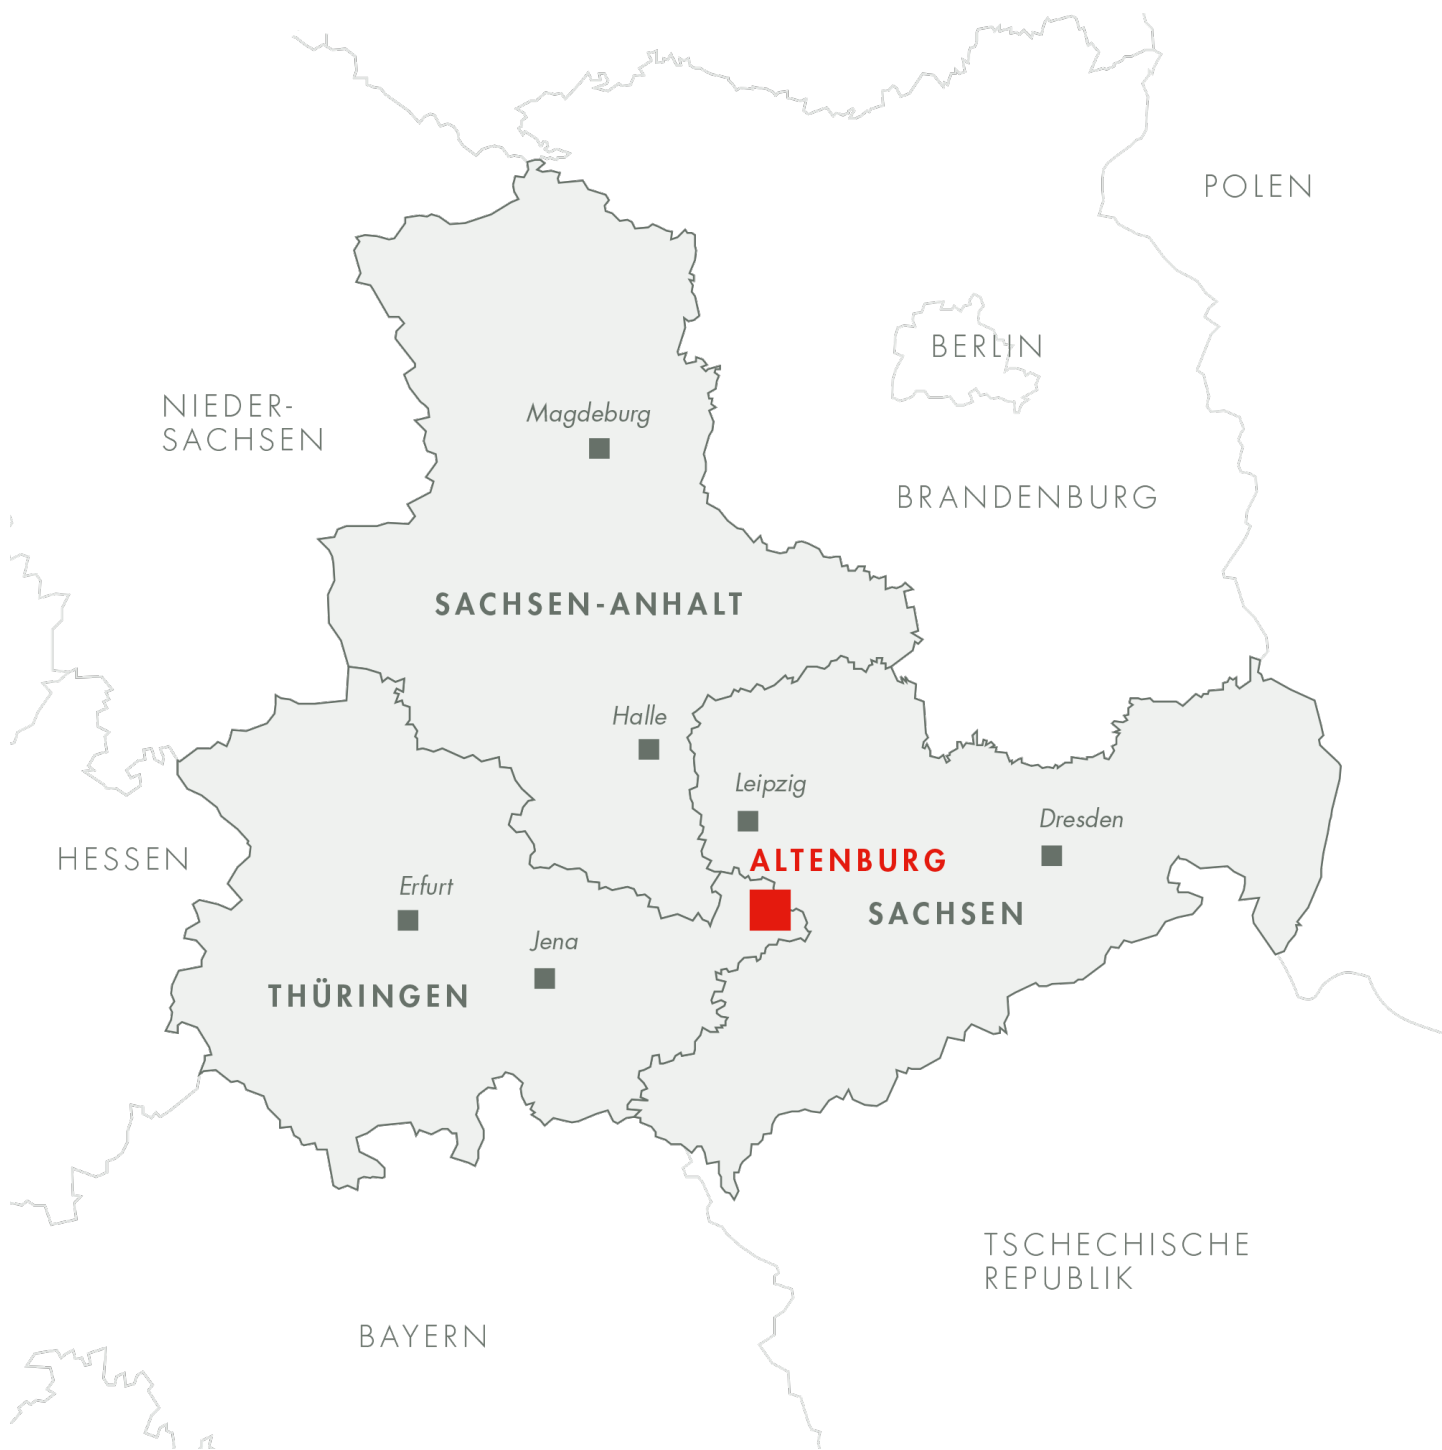 POLEN
BERLIN
NIEDER-
SACHSEN
Magdeburg
BRANDENBURG
SACHSEN-ANHALT
Halle
Leipzig
Dresden
HESSEN
ALTENBURG
Erfurt
SACHSEN
Jena
THÜRINGEN
TSCHECHISCHE
REPUBLIK
BAYERN